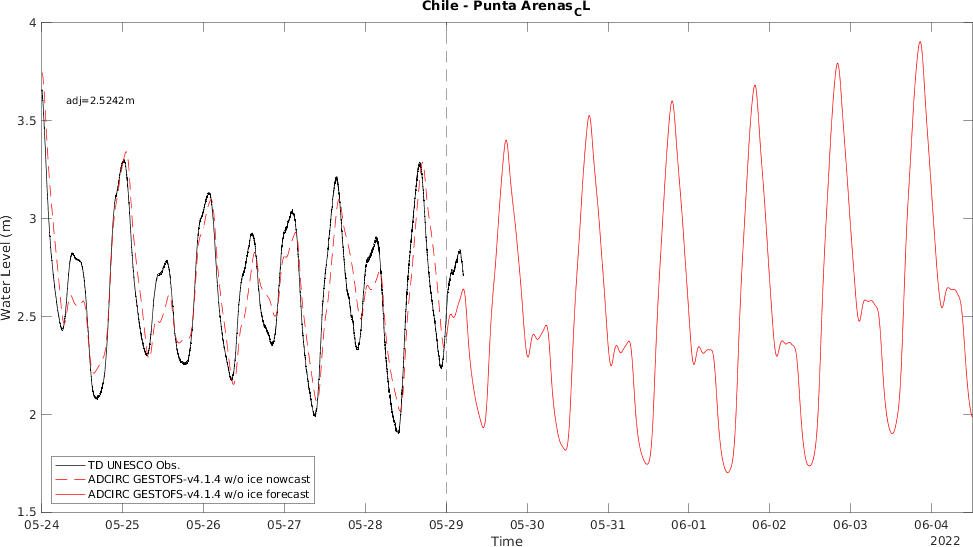 Chile - Punta Arenas_CL
4
3.5
3
2.5
2
1.5
Water Level (m)
adj=2.5242m
TD UNESCO Obs.
ADCIRC GESTOFS-v4.1.4 w/o ice nowcast
ADCIRC GESTOFS-v4.1.4 w/o ice forecast
05-24 05-25 05-26 05-27 05-28 05-29 05-30 05-31 06-01 06-02 06-03 06-04
Time
2022